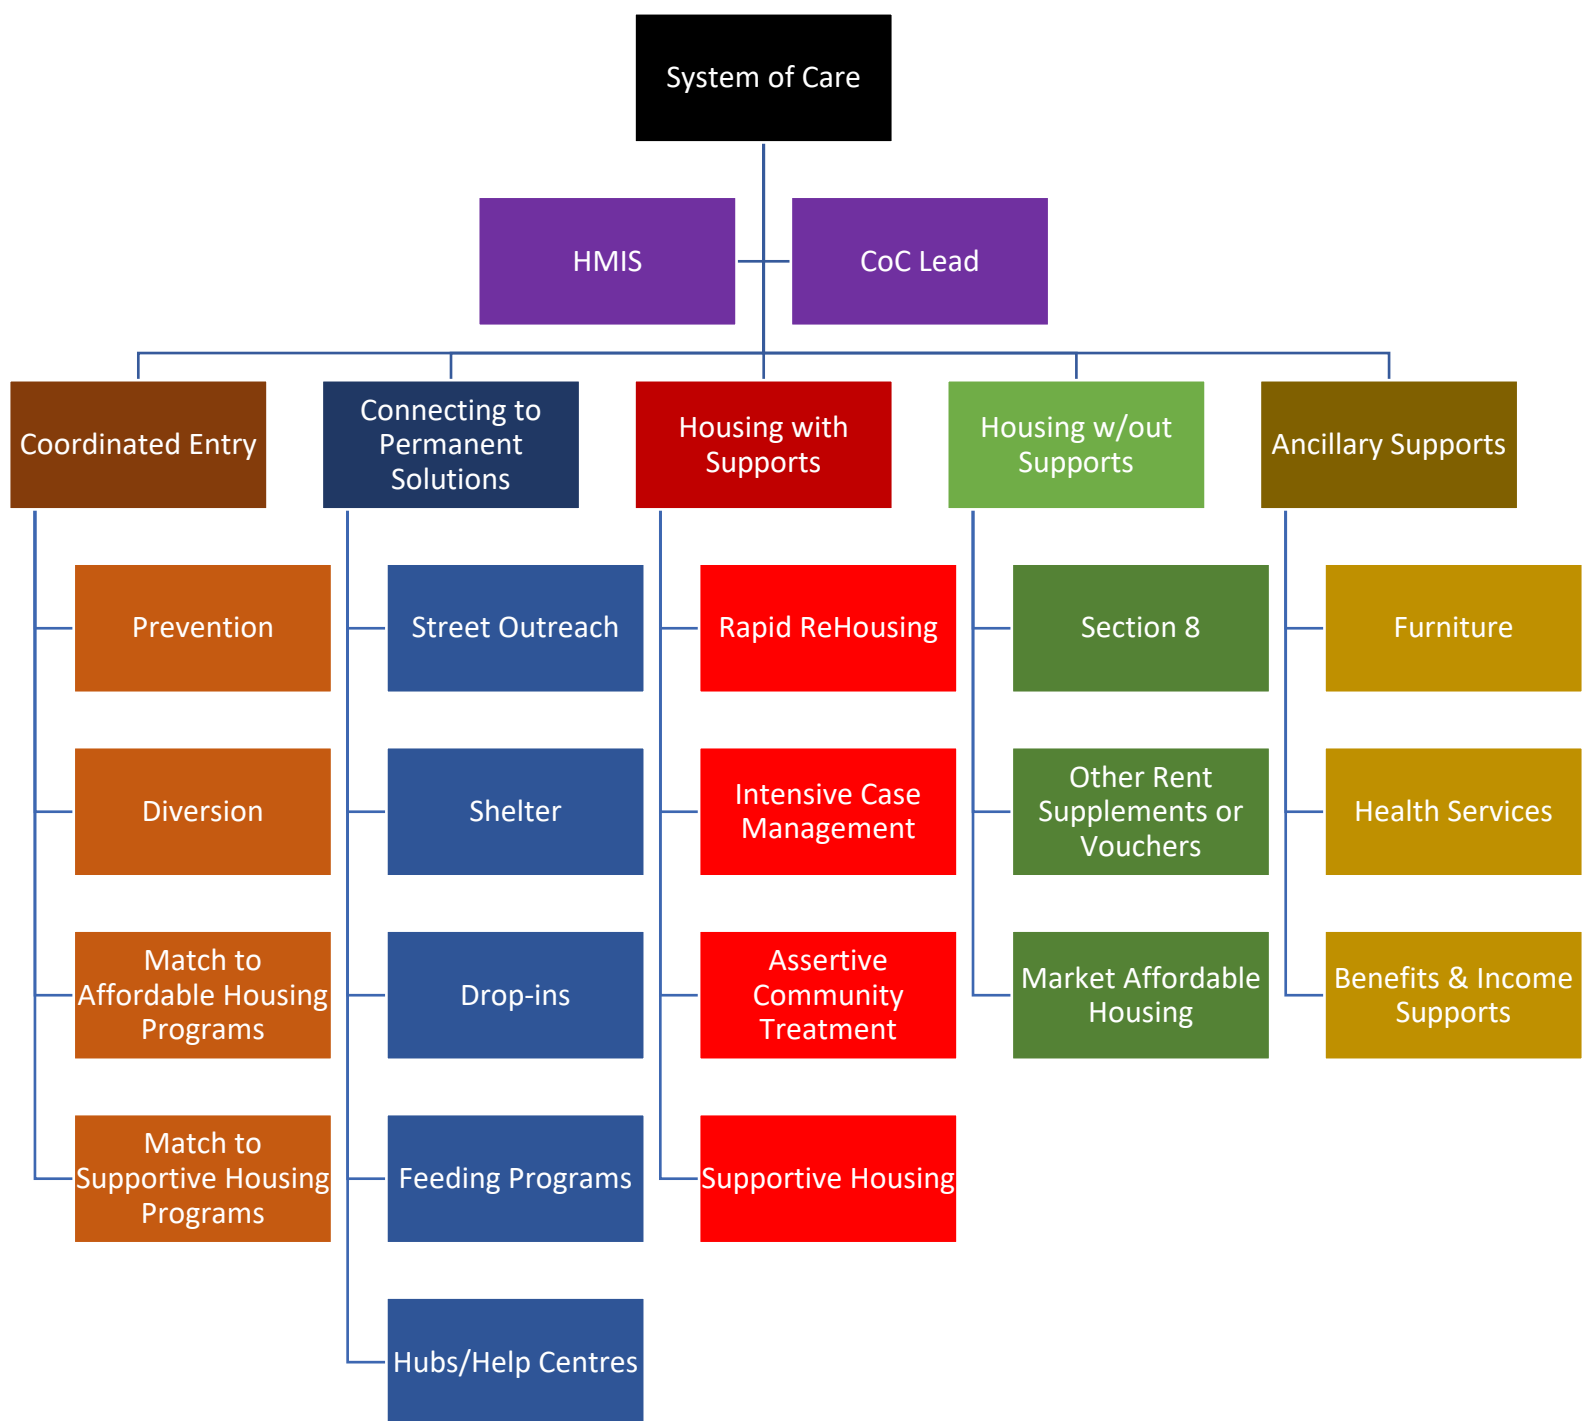 System of Care
HMIS
CoC Lead
Coordinated Entry
Connecting to
Permanent
Solutions
Housing with
Supports
Housing w/out
Supports
Ancillary Supports
Prevention
Diversion
Match to
Affordable Housing
Programs
Match to
Supportive Housing
Programs
Street Outreach
Shelter
Drop-ins
Feeding Programs
Hubs/Help Centres
Rapid ReHousing
Intensive Case
Management
Assertive
Community
Treatment
Supportive Housing
Section 8
Other Rent
Supplements or
Vouchers
Market Affordable
Housing
Furniture
Health Services
Benefits & Income
Supports